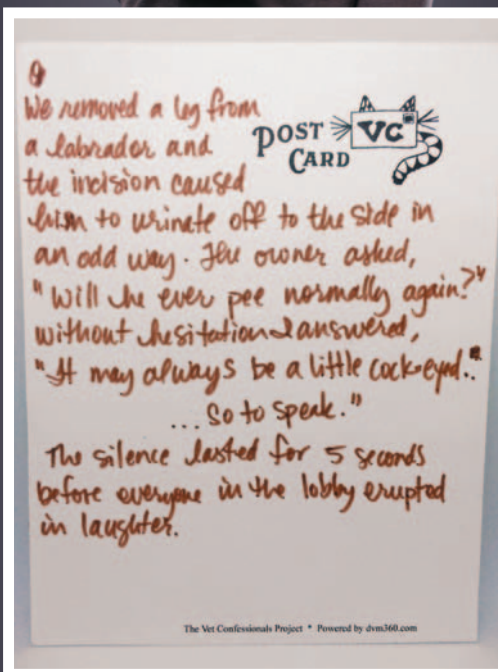 We removed a leg from
a labrador and
the incision caused
him to urinate off to the side in
an odd way. The owner asked,
"Will he ever pee normally again?"
without hesitation I answered,
"It may always be a little cock-eyed..
... So to speak."
The silence lasted for 5 seconds
before everyone in the lobby erupted
in laughter.
POST
CARD
VC
The Vet Confessionals Project * Powered by dvm360.com